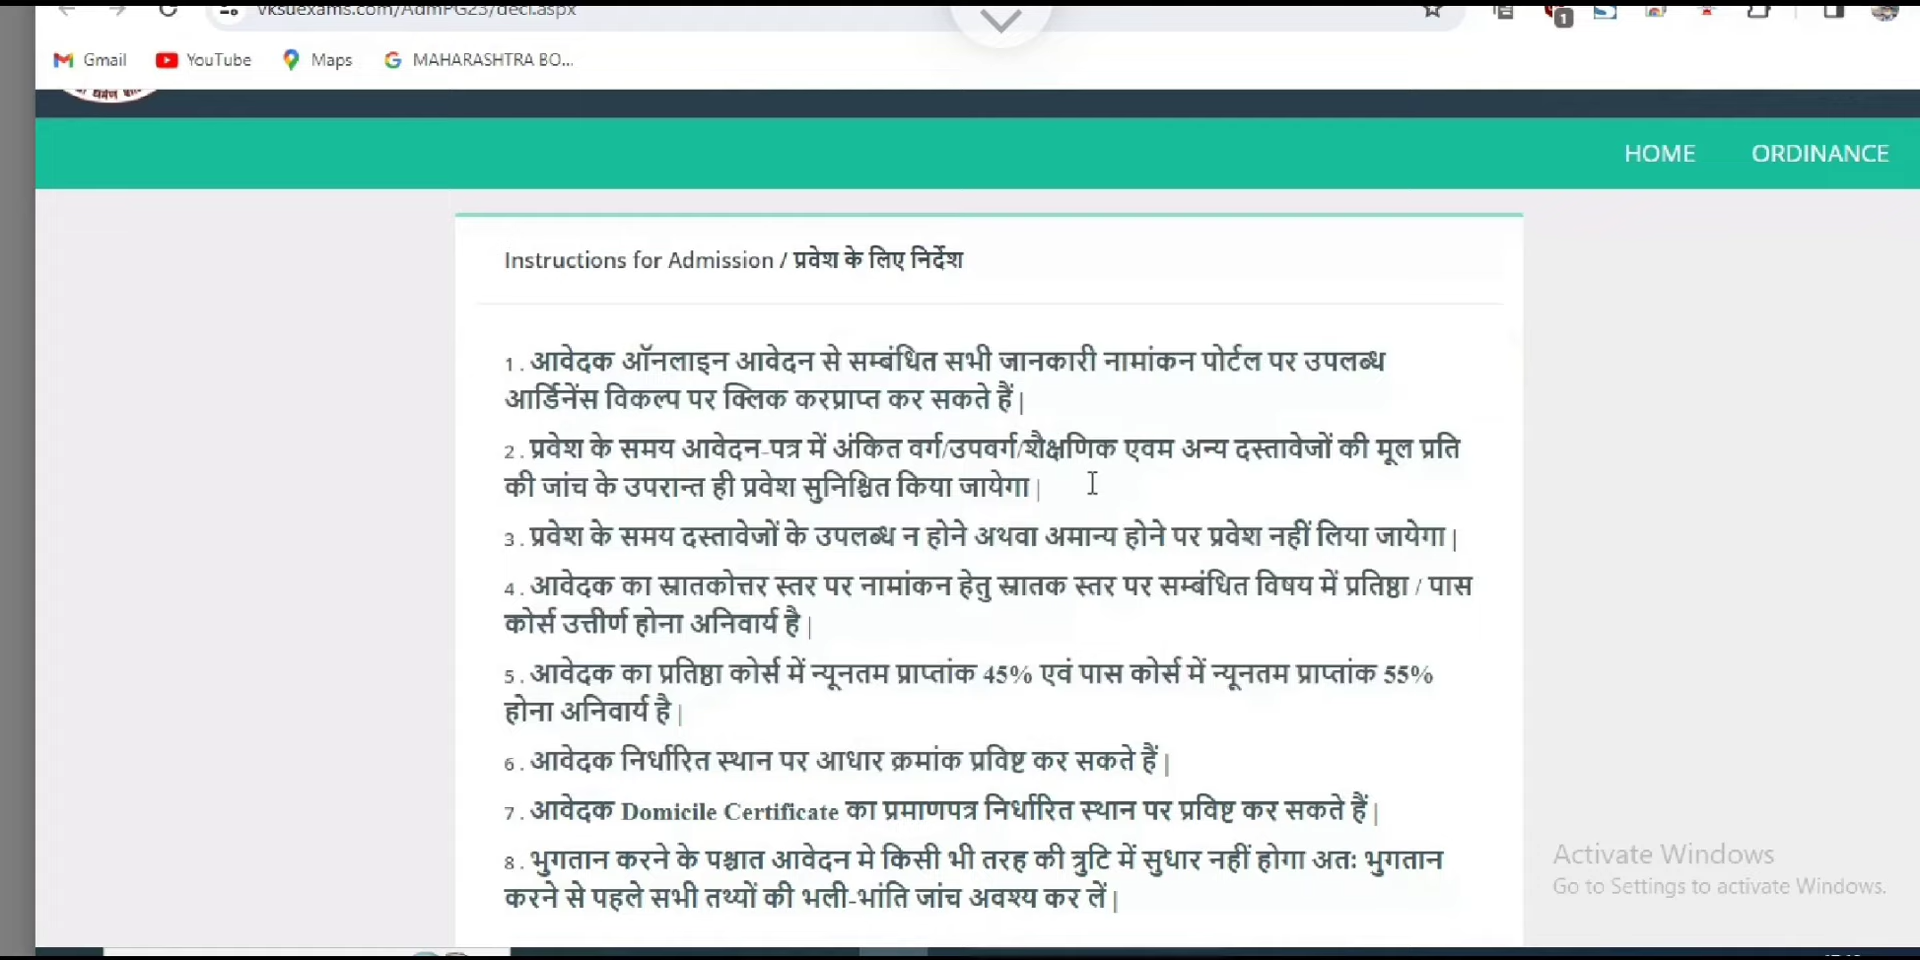 vksuexams.com/AdmPG23/decl.aspx
1
Gmail YouTube Maps MAHARASHTRA BO...
HOME ORDINANCE
Instructions for Admission / प्रवेश के लिए निर्देश
1. आवेदक ऑनलाइन आवेदन से सम्बंधित सभी जानकारी नामांकन पोर्टल पर उपलब्ध
आर्डिनेंस विकल्प पर क्लिक करप्राप्त कर सकते हैं|
2. प्रवेश के समय आवेदन-पत्र में अंकित वर्ग/उपवर्ग/शैक्षणिक एवम अन्य दस्तावेजों की मूल प्रति
की जांच के उपरान्त ही प्रवेश सुनिश्चित किया जायेगा|
3. प्रवेश के समय दस्तावेजों के उपलब्ध न होने अथवा अमान्य होने पर प्रवेश नहीं लिया जायेगा|
4. आवेदक का स्नातकोत्तर स्तर पर नामांकन हेतु स्नातक स्तर पर सम्बंधित विषय में प्रतिष्ठा / पास
कोर्स उत्तीर्ण होना अनिवार्य है|
5. आवेदक का प्रतिष्ठा कोर्स में न्यूनतम प्राप्तांक 45% एवं पास कोर्स में न्यूनतम प्राप्तांक 55%
होना अनिवार्य है|
6. आवेदक निर्धारित स्थान पर आधार क्रमांक प्रविष्ट कर सकते हैं|
7. आवेदक Domicile Certificate का प्रमाणपत्र निर्धारित स्थान पर प्रविष्ट कर सकते हैं|
8. भुगतान करने के पश्चात आवेदन मे किसी भी तरह की त्रुटि में सुधार नहीं होगा अतः भुगतान
करने से पहले सभी तथ्यों की भली-भांति जांच अवश्य कर लें|
Activate Windows
Go to Settings to activate Windows.